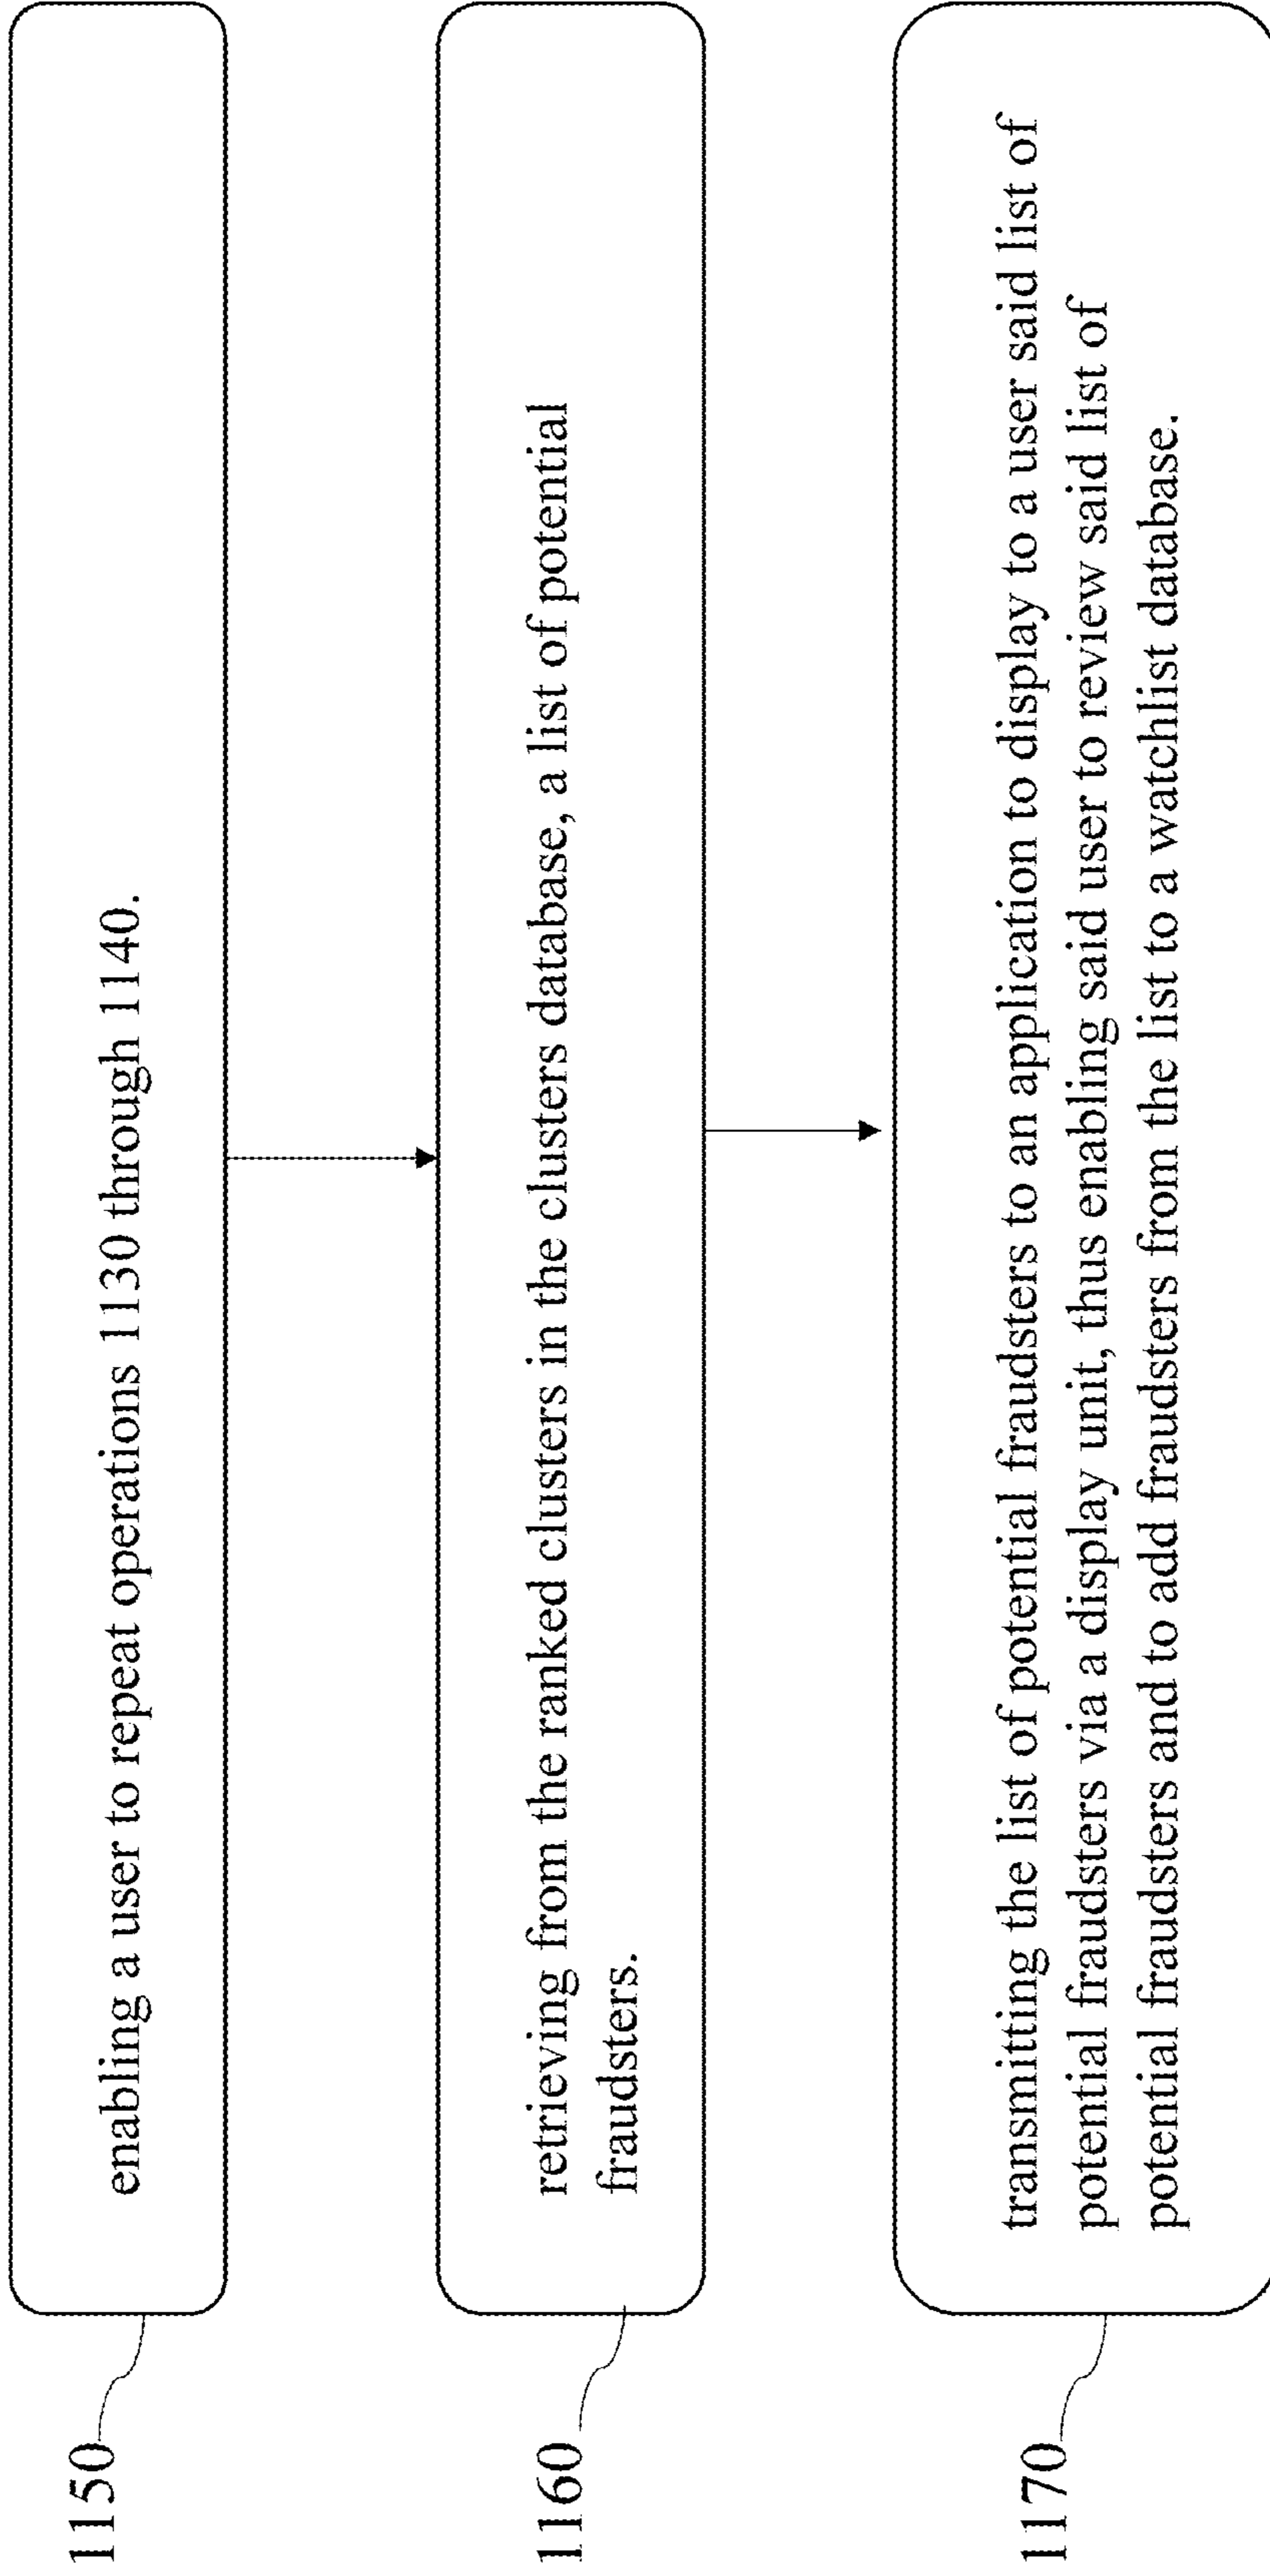 1150
enabling a user to repeat operations 1130 through 1140.
1160
retrieving from the ranked clusters in the clusters database, a list of potential
fraudsters.
1170
transmitting the list of potential fraudsters to an application to display to a user said list of
potential fraudsters via a display unit, thus enabling said user to review said list of
potential fraudsters and to add fraudsters from the list to a watchlist database.